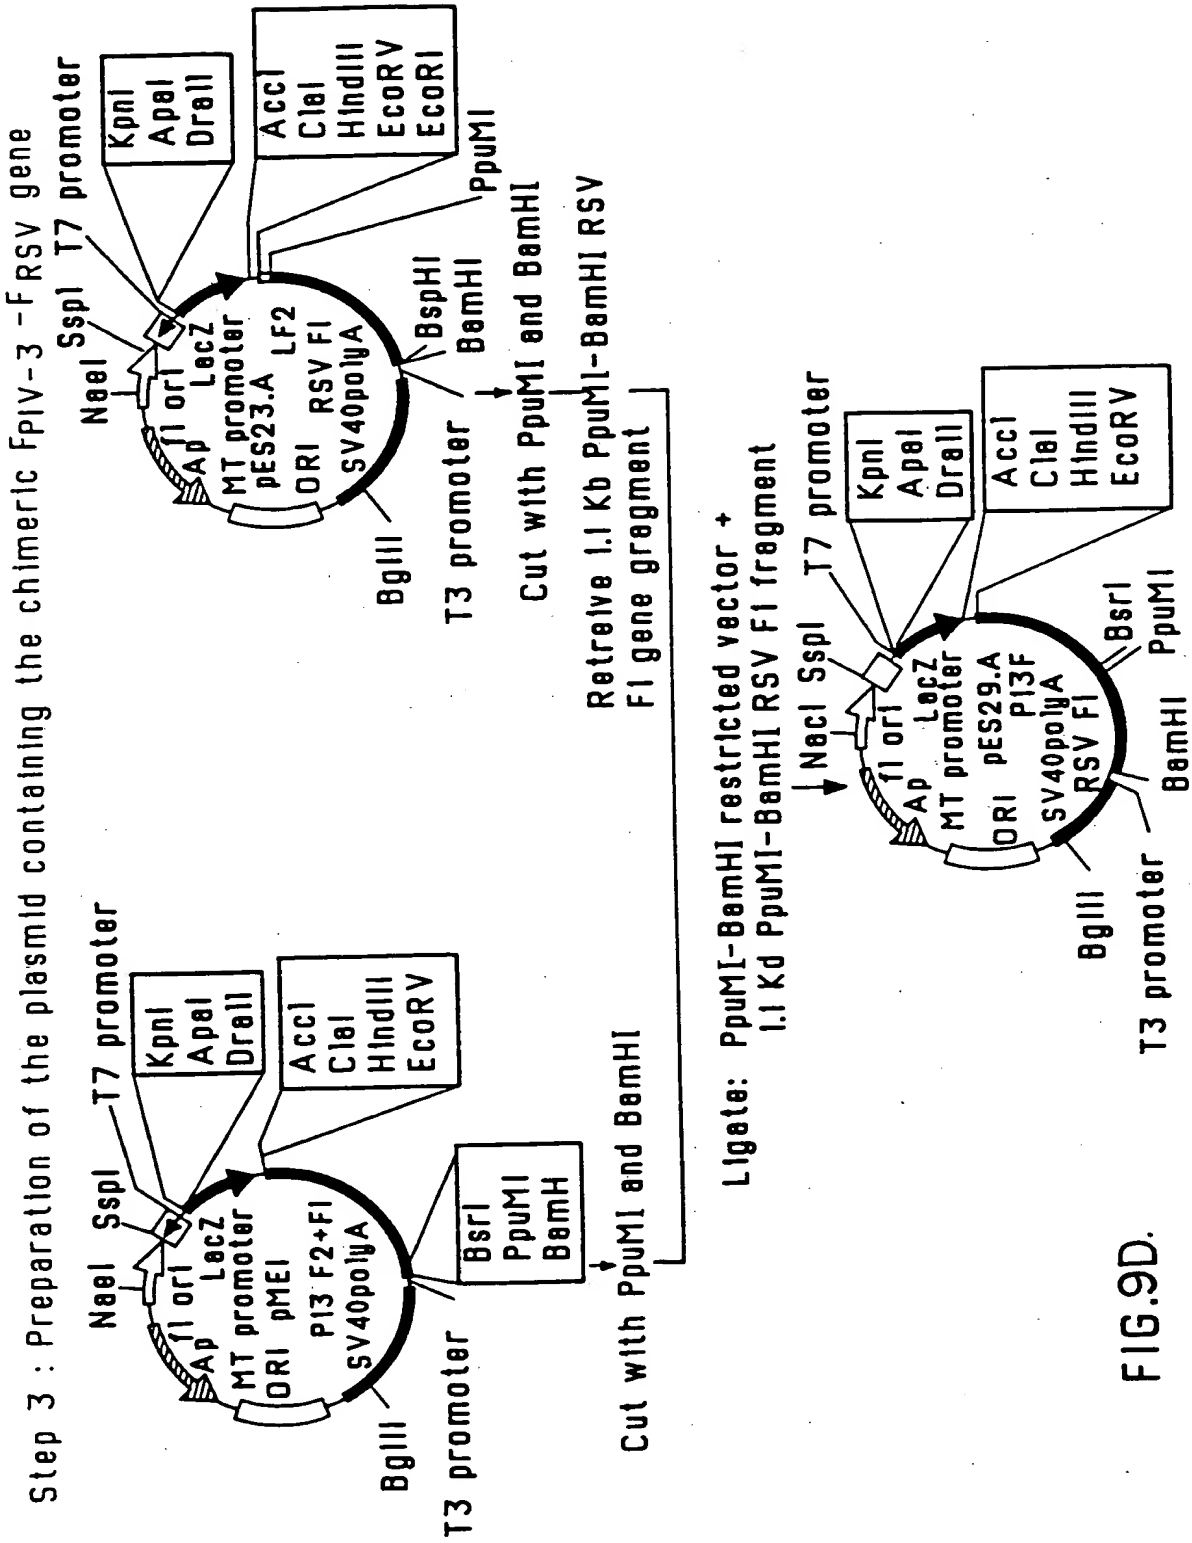 Step 3 : Preparation of the plasmid containing the chimeric FPIV-3 -FRSV gene
NaeI
SspI
T7 promoter
KpnI
ApaI
DraII
f1 ori
LacZ
Ap
MT promoter
ORI pME1
PI3 F2+F1
SV40polyA
AccI
ClaI
HindIII
EcoRV
BglII
T3 promoter
BsrI
PpuMI
BamH
Cut with PpuMI and BamHI
NaeI
SspI
T7 promoter
KpnI
ApaI
DraII
f1 ori
LacZ
Ap
MT promoter
pES23.A
LF2
ORI
RSV F1
SV40polyA
AccI
ClaI
HindIII
EcoRV
EcoRI
PpuMI
BspHI
BamHI
BglII
T3 promoter
Cut with PpuMI and BamHI
Retreive 1.1 Kb PpuMI-BamHI RSV
F1 gene gragment
Ligate: PpuMI-BamHI restricted vector +
1.1 Kd PpuMI-BamHI RSV F1 fragment
NacI
SspI
T7 promoter
KpnI
ApaI
DraII
f1 ori
LacZ
Ap
MT promoter
pES29.A
ORI
PI3F
SV40polyA
RSV F1
AccI
ClaI
HindIII
EcoRV
BsrI
PpuMI
BamHI
BglII
T3 promoter
FIG.9D.